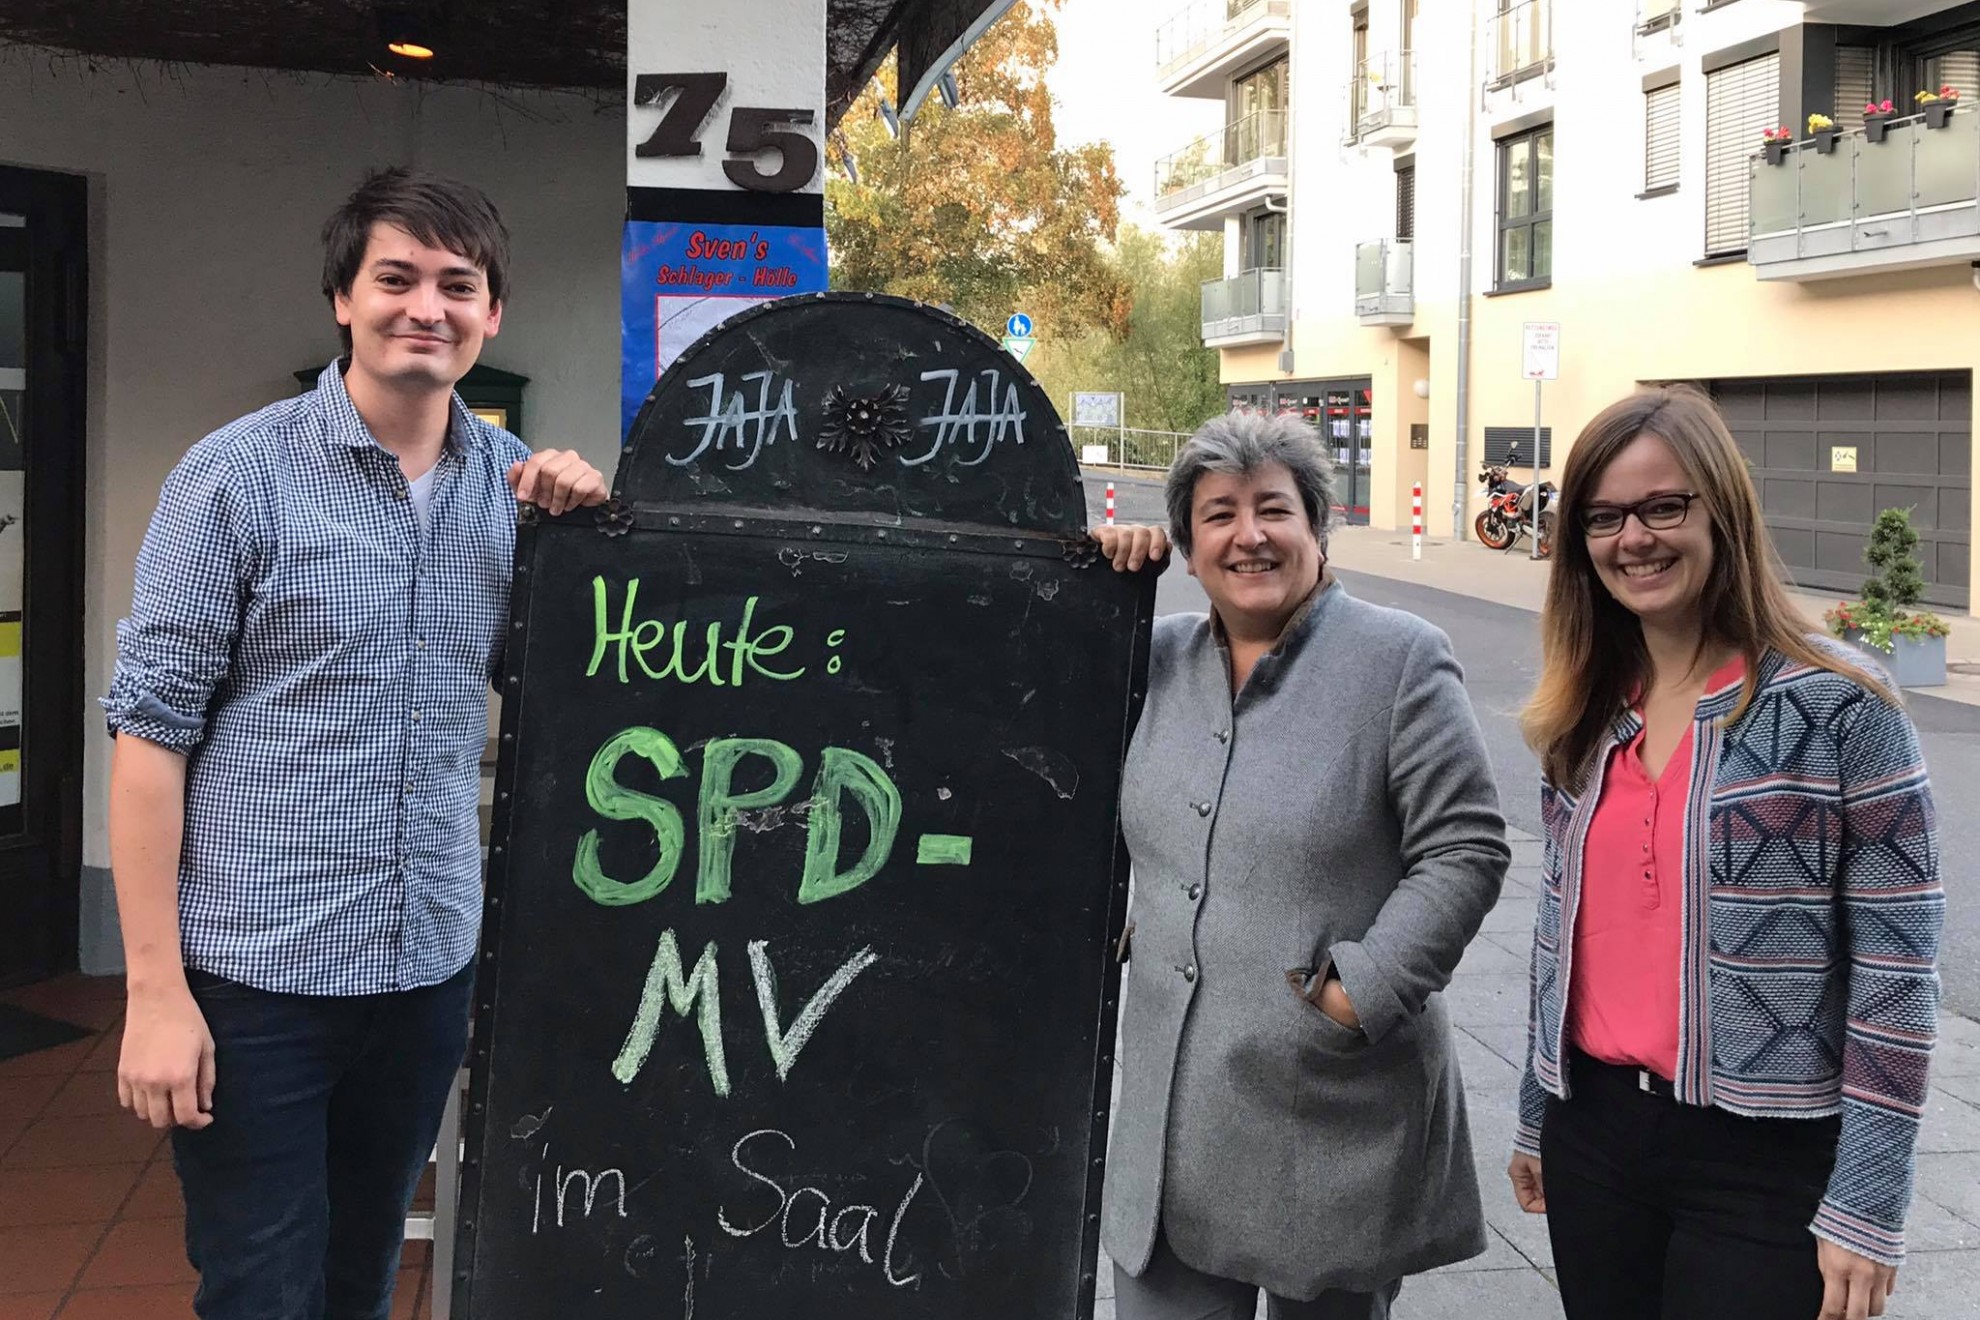 75
Sven's
Schlager - Hölle
JAJA JAJA
Heute:
SPD-
MV
im Saal